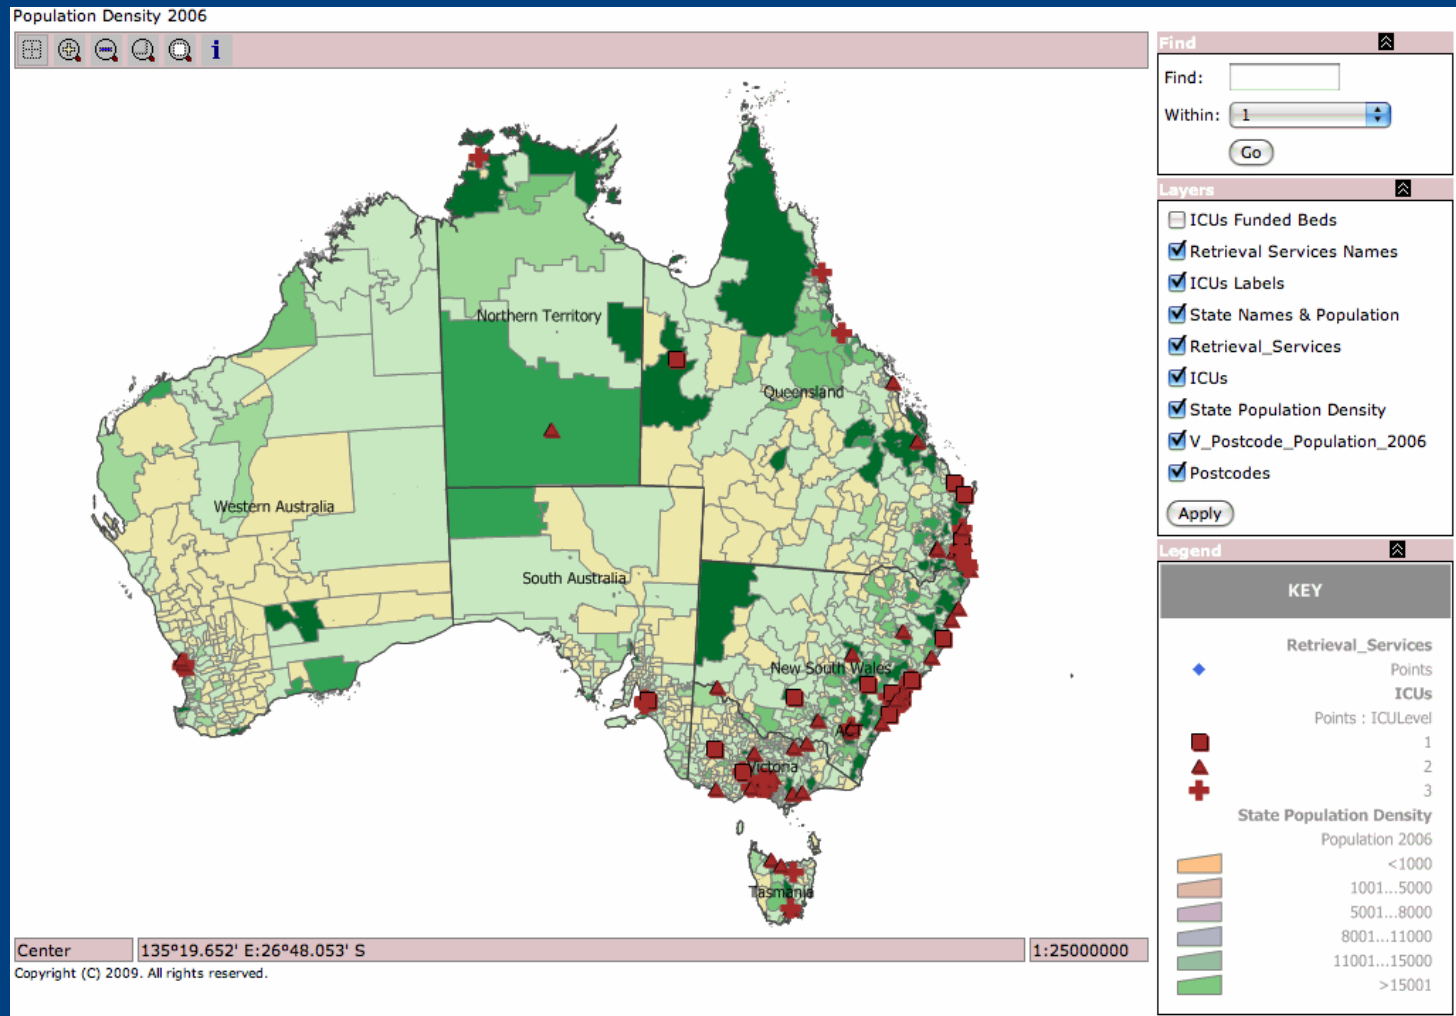 Population Density 2006
i
Northern Territory
Queensland
Western Australia
South Australia
New South Wales
ACT
Victoria
Tasmania
Center
135°19.652' E:26°48.053' S
1:25000000
Copyright (C) 2009. All rights reserved.
Find
Find:
Within: 1
Go
Layers
ICUs Funded Beds
Retrieval Services Names
ICUs Labels
State Names & Population
Retrieval_Services
ICUs
State Population Density
V_Postcode_Population_2006
Postcodes
Apply
Legend
KEY
Retrieval_Services
Points
ICUs
Points : ICULevel
1
2
3
State Population Density
Population 2006
<1000
1001...5000
5001...8000
8001...11000
11001...15000
>15001